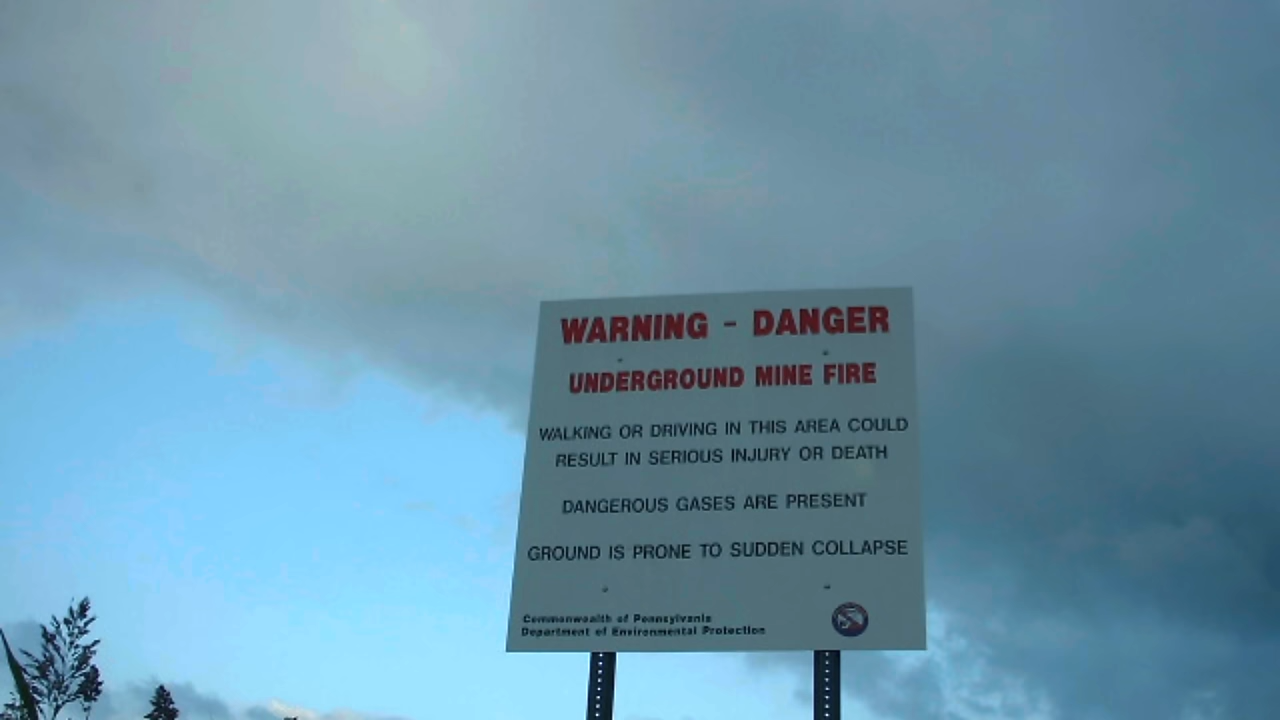 WARNING - DANGER
UNDERGROUND MINE FIRE
WALKING OR DRIVING IN THIS AREA COULD
RESULT IN SERIOUS INJURY OR DEATH
DANGEROUS GASES ARE PRESENT
GROUND IS PRONE TO SUDDEN COLLAPSE
Commonwealth of Pennsylvania
Department of Environmental Protection